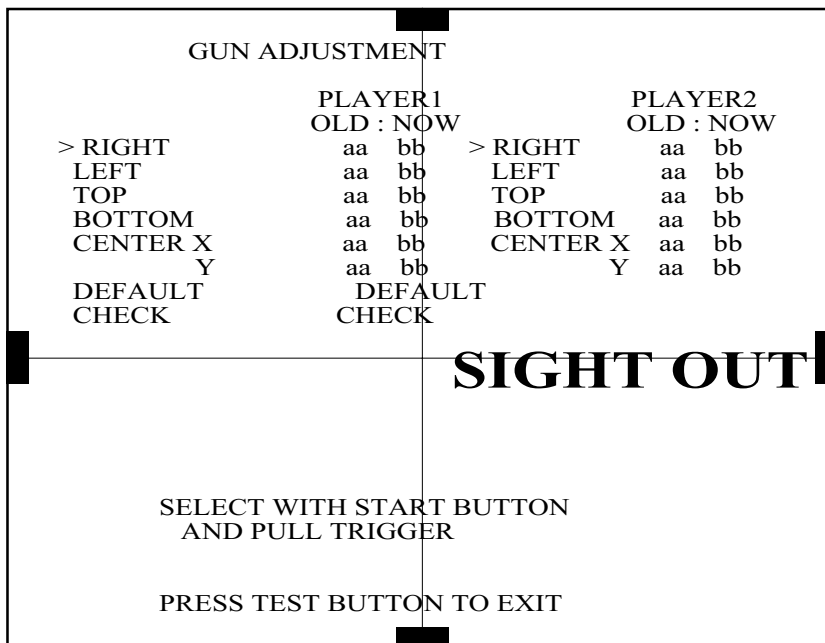 GUN ADJUSTMENT
PLAYER1 PLAYER2
OLD : NOW OLD : NOW
> RIGHT aa bb > RIGHT aa bb
LEFT aa bb LEFT aa bb
TOP aa bb TOP aa bb
BOTTOM aa bb BOTTOM aa bb
CENTER X aa bb CENTER X aa bb
Y aa bb Y aa bb
DEFAULT DEFAULT
CHECK CHECK
SIGHT OUT
SELECT WITH START BUTTON
AND PULL TRIGGER
PRESS TEST BUTTON TO EXIT